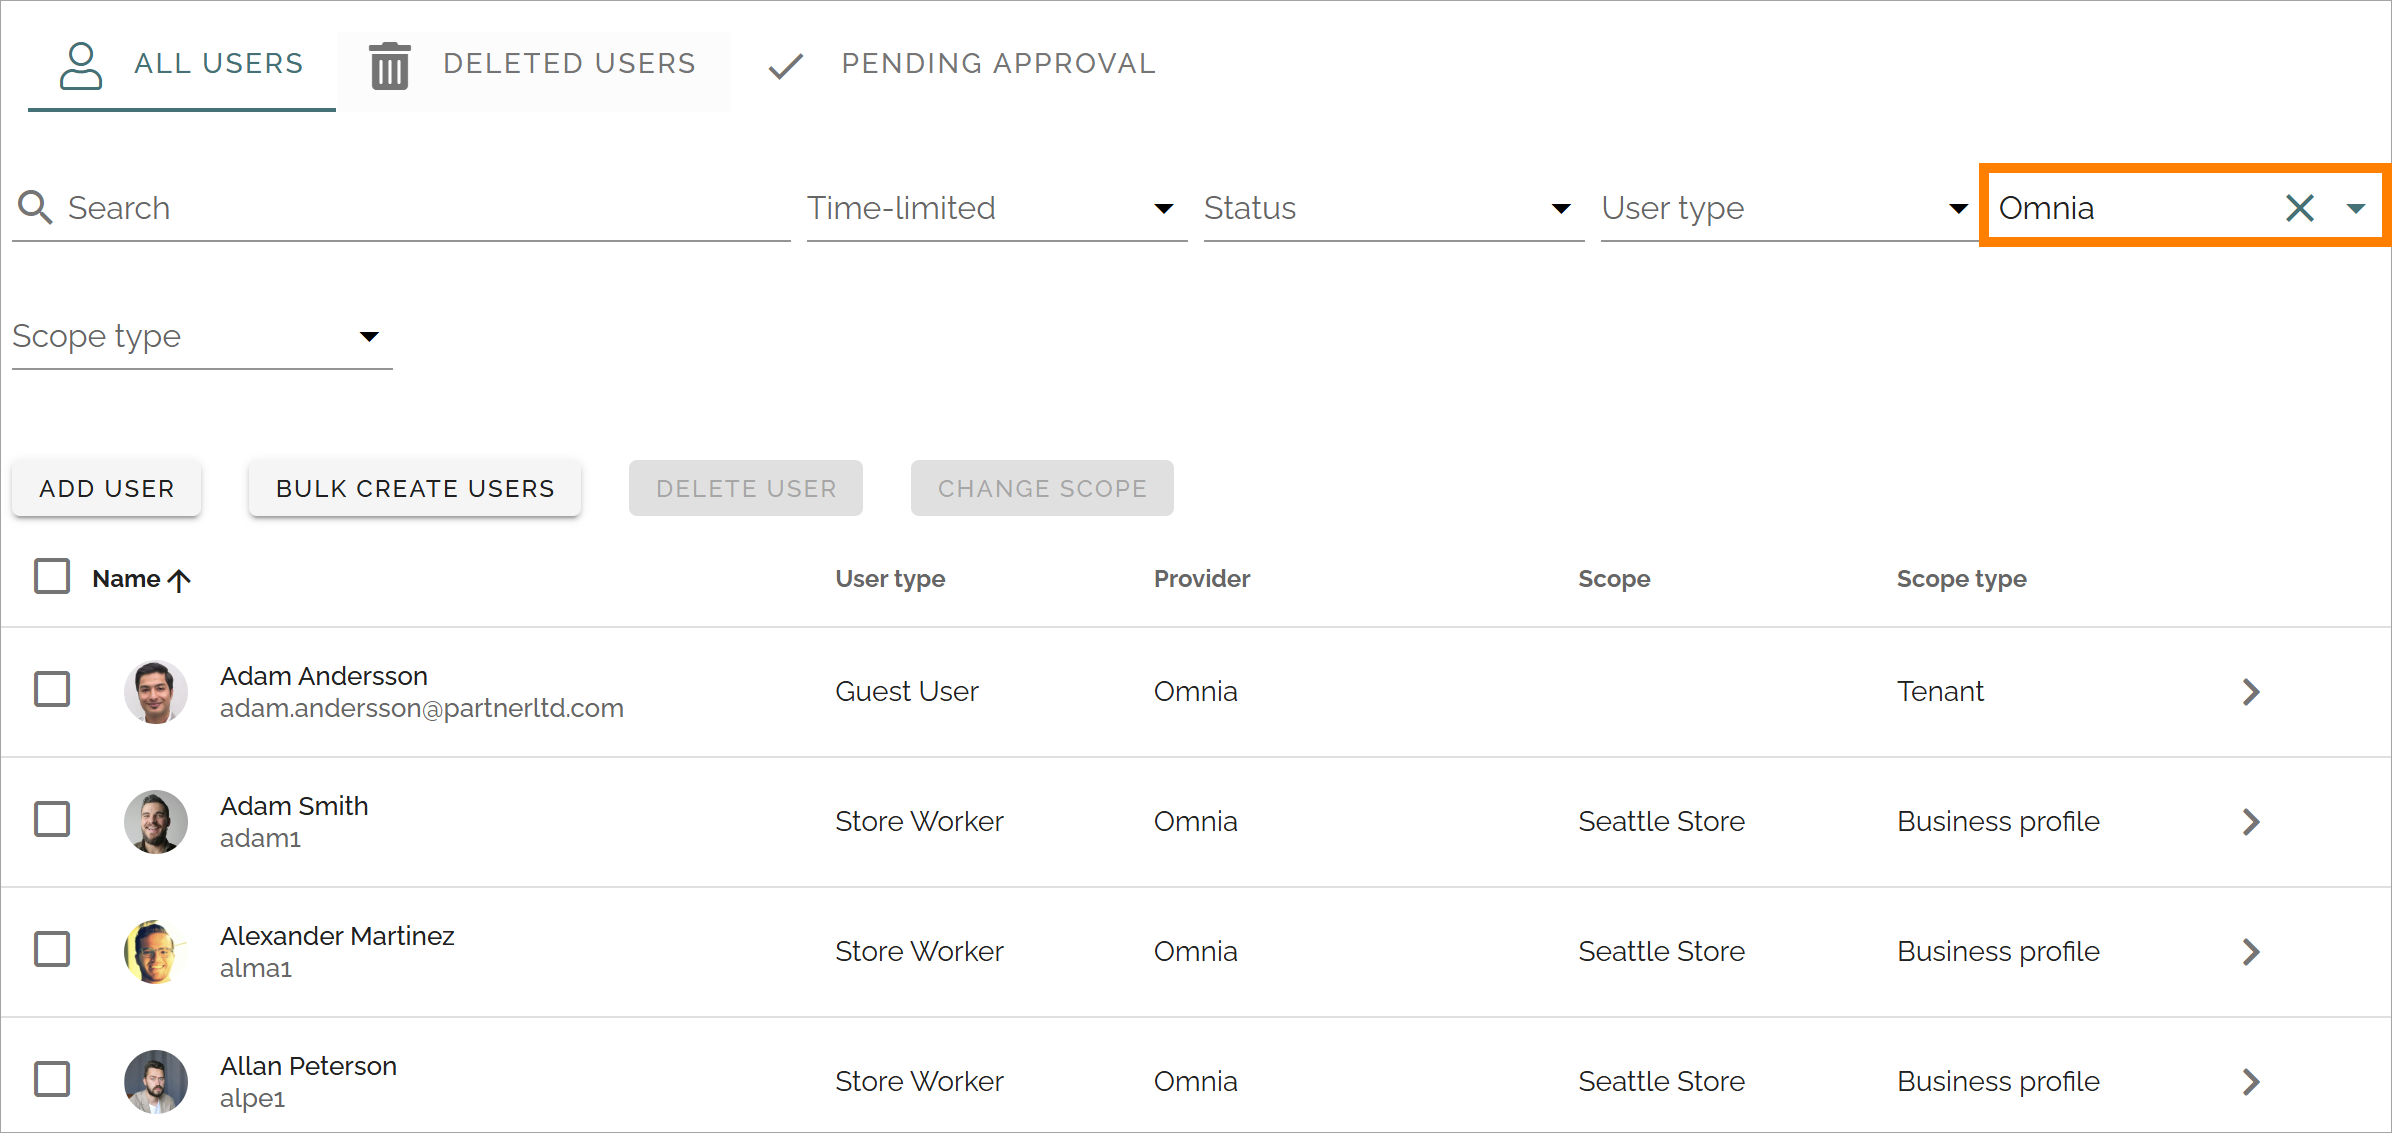 ALL USERS DELETED USERS PENDING APPROVAL
Search Time-limited Status User type Omnia
Scope type
ADD USER BULK CREATE USERS DELETE USER CHANGE SCOPE
Name User type Provider Scope Scope type
Adam Andersson
adam.andersson@partnerltd.com
Guest User Omnia Tenant
Adam Smith
adam1
Store Worker Omnia Seattle Store Business profile
Alexander Martinez
alma1
Store Worker Omnia Seattle Store Business profile
Allan Peterson
alpe1
Store Worker Omnia Seattle Store Business profile